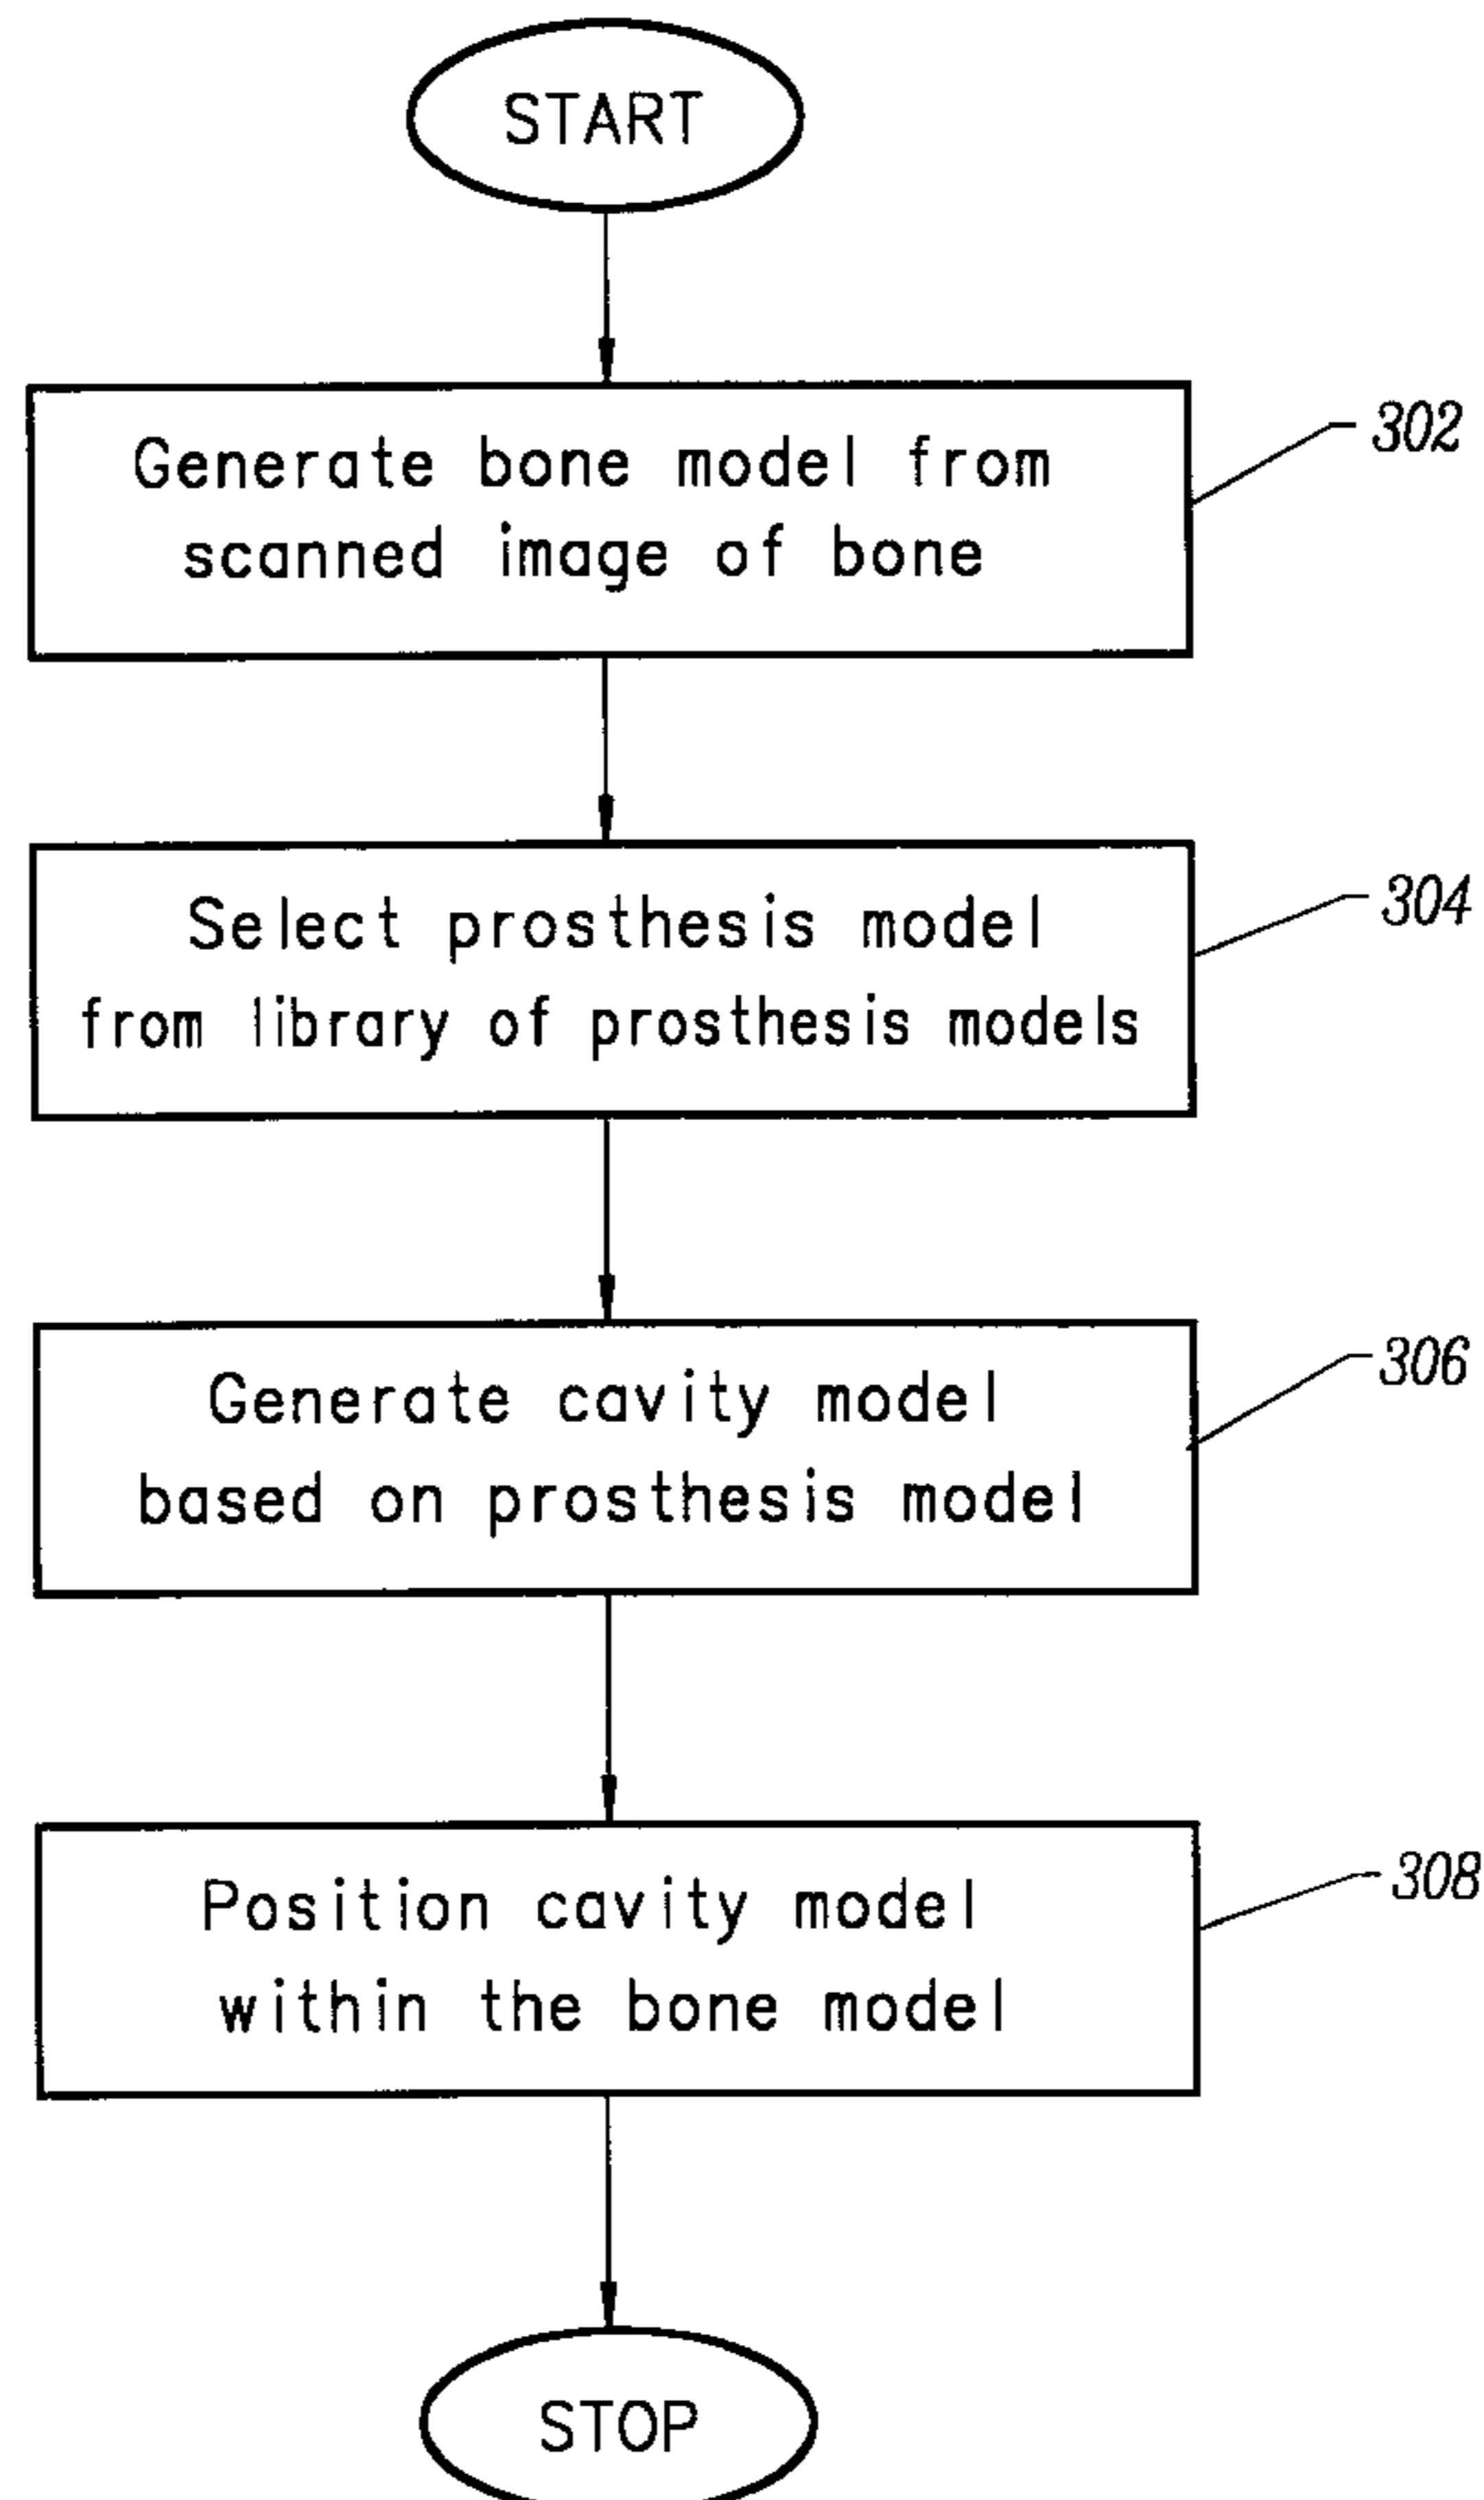 START
Generate bone model from
scanned image of bone
302
Select prosthesis model
from library of prosthesis models
304
Generate cavity model
based on prosthesis model
306
Position cavity model
within the bone model
308
STOP